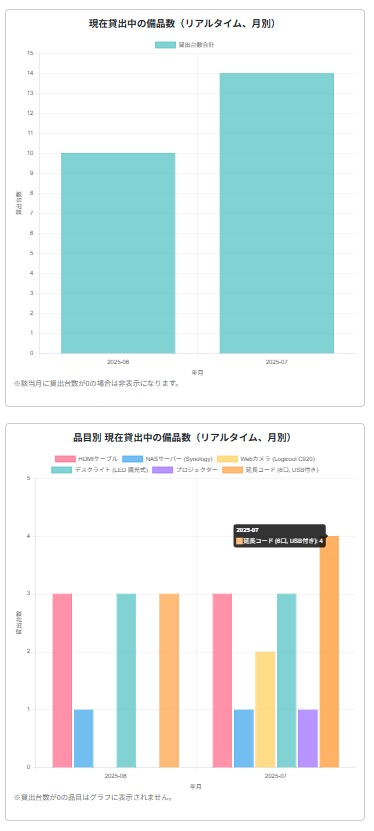 現在貸出中の備品数（リアルタイム、月別）
貸出台数合計
15
14
13
12
11
10
9
8
7
6
5
4
3
2
1
0
貸出台数
2025-06
2025-07
年月
※該当月に貸出台数が0の場合は非表示になります。
品目別 現在貸出中の備品数（リアルタイム、月別）
HDMIケーブル
NASサーバー (Synology)
Webカメラ (Logicool C920)
デスクライト (LED 調光式)
プロジェクター
延長コード (6口, USB付き)
5
4
3
2
1
0
貸出台数
2025-07
延長コード (6口, USB付き): 4
2025-06
2025-07
年月
※貸出台数が0の品目はグラフに表示されません。